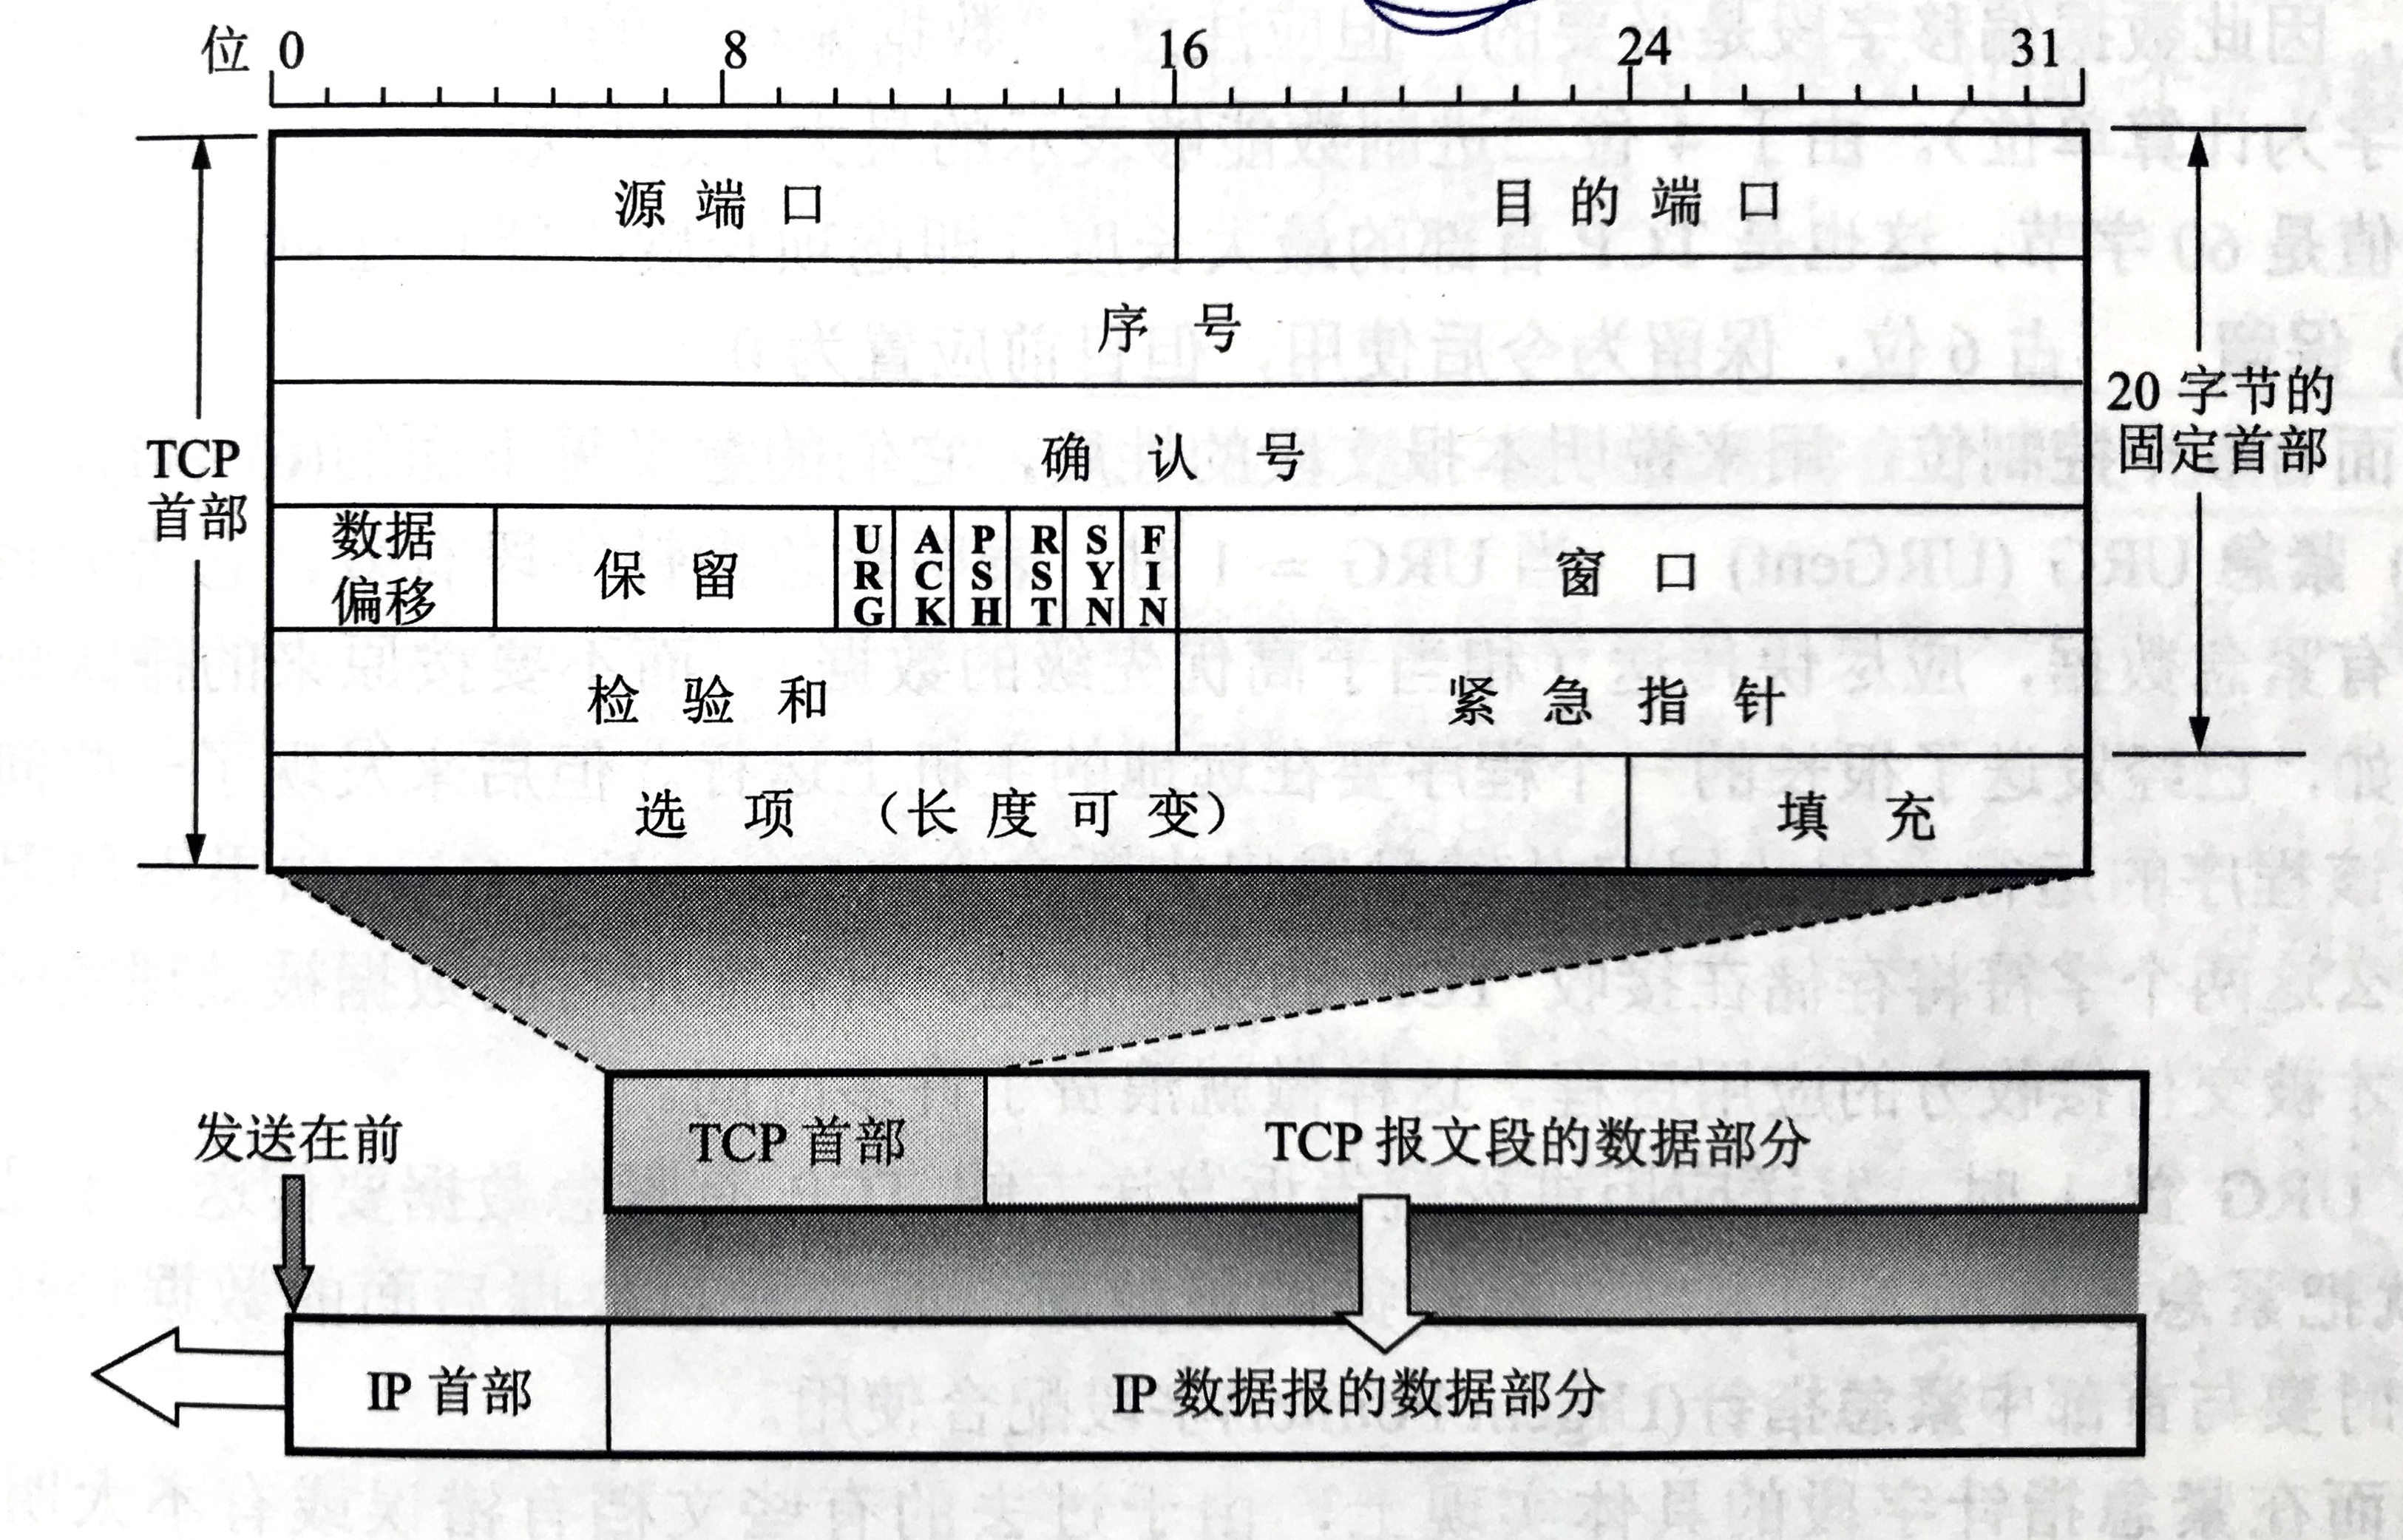 位 0 8 16 24 31
源端口 目的端口
序号
确认号
20 字节的
固定首部
TCP
首部
数据
偏移
保留
URG
ACK
PSH
RST
SYN
FIN
窗口
检验和 紧急指针
选项（长度可变） 填充
TCP 首部 TCP 报文段的数据部分
发送在前
IP 首部 IP 数据报的数据部分